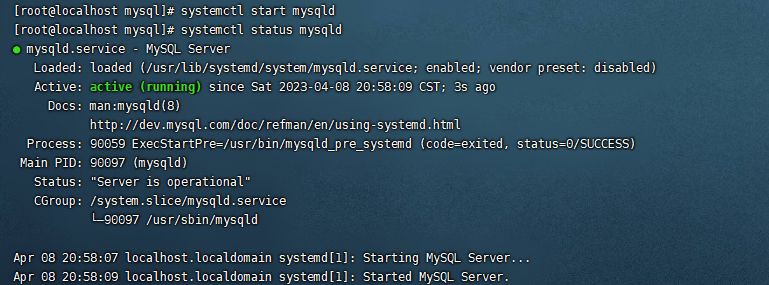 [root@localhost mysql]# systemctl start mysqld
[root@localhost mysql]# systemctl status mysqld
● mysqld.service - MySQL Server
   Loaded: loaded (/usr/lib/systemd/system/mysqld.service; enabled; vendor preset: disabled)
   Active: active (running) since Sat 2023-04-08 20:58:09 CST; 3s ago
     Docs: man:mysqld(8)
           http://dev.mysql.com/doc/refman/en/using-systemd.html
  Process: 90059 ExecStartPre=/usr/bin/mysqld_pre_systemd (code=exited, status=0/SUCCESS)
 Main PID: 90097 (mysqld)
   Status: "Server is operational"
   CGroup: /system.slice/mysqld.service
           └─90097 /usr/sbin/mysqld
Apr 08 20:58:07 localhost.localdomain systemd[1]: Starting MySQL Server...
Apr 08 20:58:09 localhost.localdomain systemd[1]: Started MySQL Server.